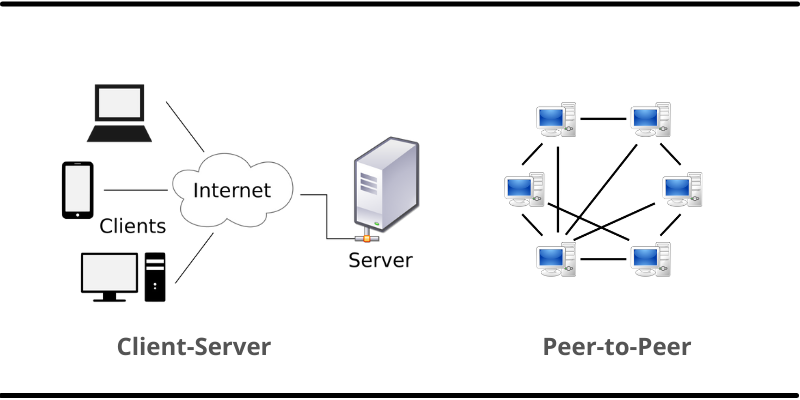 Internet
Clients
Server
Client-Server
Peer-to-Peer